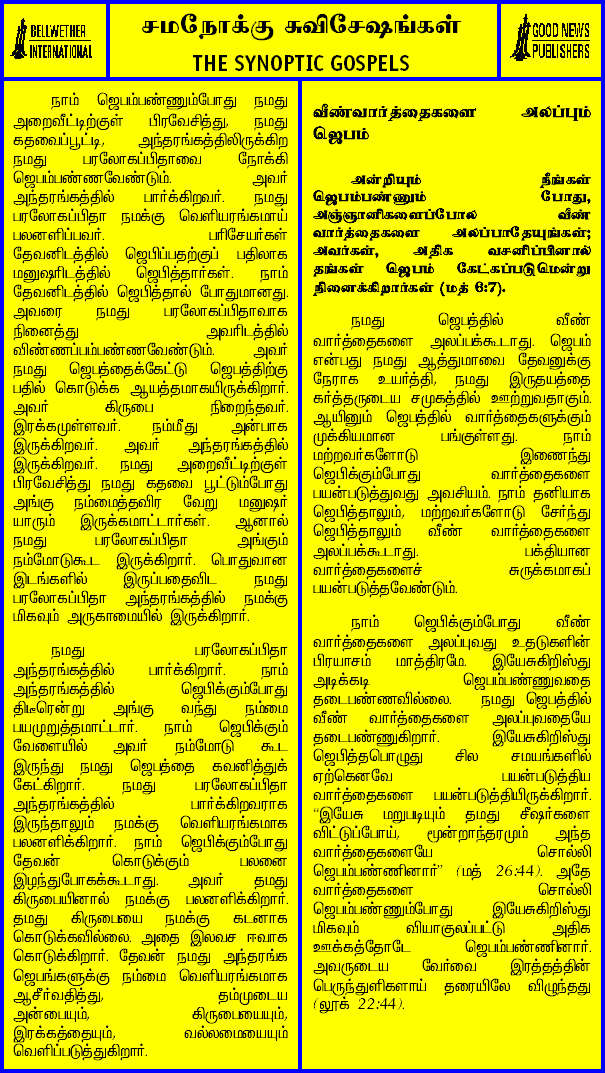 BELLWETHER
INTERNATIONAL
சமநோக்கு சுவிசேஷங்கள்
THE SYNOPTIC GOSPELS
GOOD NEWS
PUBLISHERS
நாம் ஜெபம்பண்ணும்போது நமது
அறைவீட்டிற்குள் பிரவேசித்து, நமது
கதவைப்பூட்டி, அந்தரங்கத்திலிருக்கிற
நமது பரலோகப்பிதாவை நோக்கி
ஜெபம்பண்ணவேண்டும். அவர்
அந்தரங்கத்தில் பார்க்கிறவர். நமது
பரலோகப்பிதா நமக்கு வெளியரங்கமாய்
பலனளிப்பவர். பரிசேயர்கள்
தேவனிடத்தில் ஜெபிப்பதற்குப் பதிலாக
மனுஷரிடத்தில் ஜெபித்தார்கள். நாம்
தேவனிடத்தில் ஜெபித்தால் போதுமானது.
அவரை நமது பரலோகப்பிதாவாக
நினைத்து அவரிடத்தில்
விண்ணப்பம்பண்ணவேண்டும். அவர்
நமது ஜெபத்தைக்கேட்டு ஜெபத்திற்கு
பதில் கொடுக்க ஆயத்தமாகயிருக்கிறார்.
அவர் கிருபை நிறைந்தவர்.
இரக்கமுள்ளவர். நம்மீது அன்பாக
இருக்கிறவர். அவர் அந்தரங்கத்தில்
இருக்கிறவர். நமது அறைவீட்டிற்குள்
பிரவேசித்து நமது கதவை பூட்டும்போது
அங்கு நம்மைத்தவிர வேறு மனுஷர்
யாரும் இருக்கமாட்டார்கள். ஆனால்
நமது பரலோகப்பிதா அங்கும்
நம்மோடுகூட இருக்கிறார். பொதுவான
இடங்களில் இருப்பதைவிட நமது
பரலோகப்பிதா அந்தரங்கத்தில் நமக்கு
மிகவும் அருகாமையில் இருக்கிறார்.
நமது பரலோகப்பிதா
அந்தரங்கத்தில் பார்க்கிறார். நாம்
அந்தரங்கத்தில் ஜெபிக்கும்போது
திடீரென்று அங்கு வந்து நம்மை
பயமுறுத்தமாட்டார். நாம் ஜெபிக்கும்
வேளையில் அவர் நம்மோடு கூட
இருந்து நமது ஜெபத்தை கவனித்துக்
கேட்கிறார். நமது பரலோகப்பிதா
அந்தரங்கத்தில் பார்க்கிறவராக
இருந்தாலும் நமக்கு வெளியரங்கமாக
பலனளிக்கிறார். நாம் ஜெபிக்கும்போது
தேவன் கொடுக்கும் பலனை
இழந்துபோகக்கூடாது. அவர் தமது
கிருபையினால் நமக்கு பலனளிக்கிறார்.
தமது கிருபையை நமக்கு கடனாக
கொடுக்கவில்லை. அதை இலவச ஈவாக
கொடுக்கிறார். தேவன் நமது அந்தரங்க
ஜெபங்களுக்கு நம்மை வெளியரங்கமாக
ஆசீர்வதித்து, தம்முடைய
அன்பையும், கிருபையையும்,
இரக்கத்தையும், வல்லமையையும்
வெளிப்படுத்துகிறார்.
வீண்வார்த்தைகளை அலப்பும்
ஜெபம்
அன்றியும் நீங்கள்
ஜெபம்பண்ணும் போது,
அஞ்ஞானிகளைப்போல வீண்
வார்த்தைகளை அலப்பாதேயுங்கள்;
அவர்கள், அதிக வசனிப்பினால்
தங்கள் ஜெபம் கேட்கப்படுமென்று
நினைக்கிறார்கள் (மத் 6:7).
நமது ஜெபத்தில் வீண்
வார்த்தைகளை அலப்பக்கூடாது. ஜெபம்
என்பது நமது ஆத்துமாவை தேவனுக்கு
நேராக உயர்த்தி, நமது இருதயத்தை
கர்த்தருடைய சமுகத்தில் ஊற்றுவதாகும்.
ஆயினும் ஜெபத்தில் வார்த்தைகளுக்கும்
முக்கியமான பங்குள்ளது. நாம்
மற்றவர்களோடு இணைந்து
ஜெபிக்கும்போது வார்த்தைகளை
பயன்படுத்துவது அவசியம். நாம் தனியாக
ஜெபித்தாலும், மற்றவர்களோடு சேர்ந்து
ஜெபித்தாலும் வீண் வார்த்தைகளை
அலப்பக்கூடாது. பக்தியான
வார்த்தைகளைச் சுருக்கமாகப்
பயன்படுத்தவேண்டும்.
நாம் ஜெபிக்கும்போது வீண்
வார்த்தைகளை அலப்புவது உதடுகளின்
பிரயாசம் மாத்திரமே. இயேசுகிறிஸ்து
அடிக்கடி ஜெபம்பண்ணுவதை
தடைபண்ணவில்லை. நமது ஜெபத்தில்
வீண் வார்த்தைகளை அலப்புவதையே
தடைபண்ணுகிறார். இயேசுகிறிஸ்து
ஜெபித்தபொழுது சில சமயங்களில்
ஏற்கெனவே பயன்படுத்திய
வார்த்தைகளை பயன்படுத்தியிருக்கிறார்.
“இயேசு மறுபடியும் தமது சீஷர்களை
விட்டுப்போய், மூன்றாந்தரமும் அந்த
வார்த்தைகளையே சொல்லி
ஜெபம்பண்ணினார்” (மத் 26:44). அதே
வார்த்தைகளை சொல்லி
ஜெபம்பண்ணும்போது இயேசுகிறிஸ்து
மிகவும் வியாகுலப்பட்டு அதிக
ஊக்கத்தோடே ஜெபம்பண்ணினார்.
அவருடைய வேர்வை இரத்தத்தின்
பெருந்துளிகளாய் தரையிலே விழுந்தது
(லூக் 22:44).